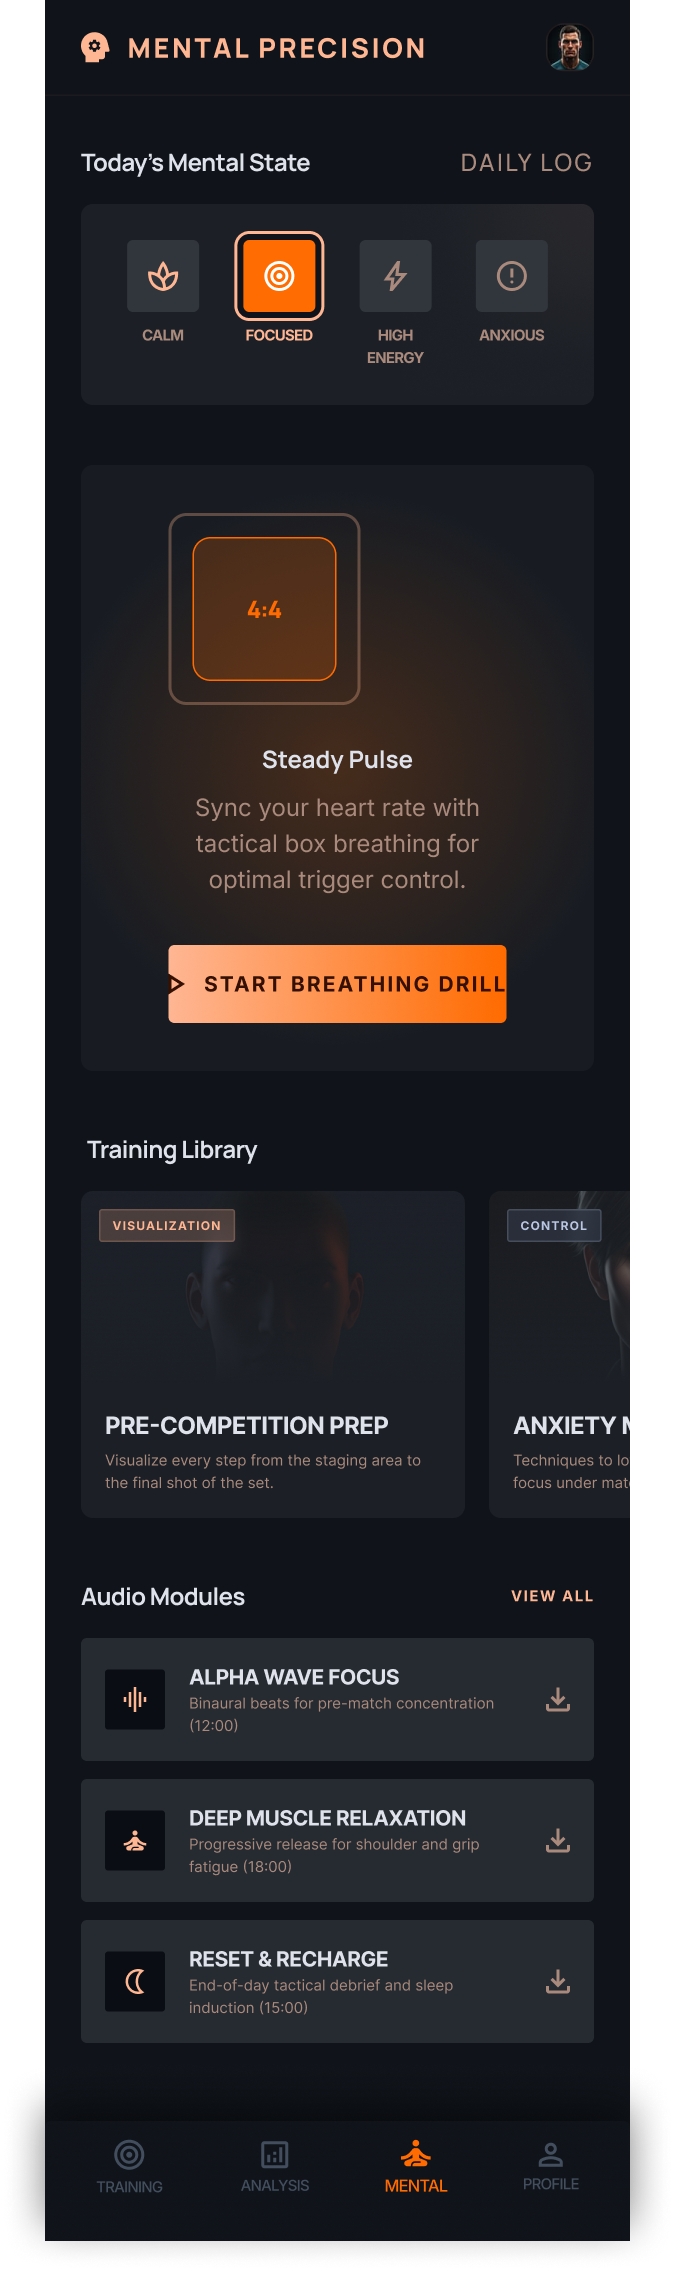 MENTAL PRECISION
Today's Mental State
DAILY LOG
CALM
FOCUSED
HIGH
ENERGY
ANXIOUS
4:4
Steady Pulse
Sync your heart rate with
tactical box breathing for
optimal trigger control.
START BREATHING DRILL
Training Library
VISUALIZATION
PRE-COMPETITION PREP
Visualize every step from the staging area to
the final shot of the set.
CONTROL
ANXIETY
Techniques to
focus under
Audio Modules
VIEW ALL
ALPHA WAVE FOCUS
Binaural beats for pre-match concentration
(12:00)
DEEP MUSCLE RELAXATION
Progressive release for shoulder and grip
fatigue (18:00)
RESET & RECHARGE
End-of-day tactical debrief and sleep
induction (15:00)
TRAINING
ANALYSIS
MENTAL
PROFILE